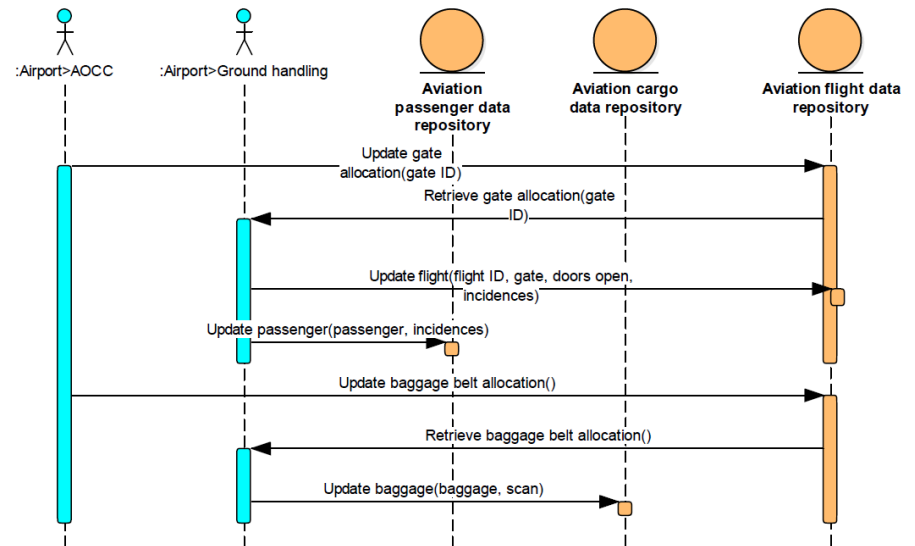 :Airport>AOCC
:Airport>Ground handling
Aviation
passenger data
repository
Aviation cargo
data repository
Aviation flight data
repository
Update gate
allocation(gate ID)
Retrieve gate allocation(gate
ID)
Update flight(flight ID, gate, doors open,
incidences)
Update passenger(passenger, incidences)
Update baggage belt allocation()
Retrieve baggage belt allocation()
Update baggage(baggage, scan)